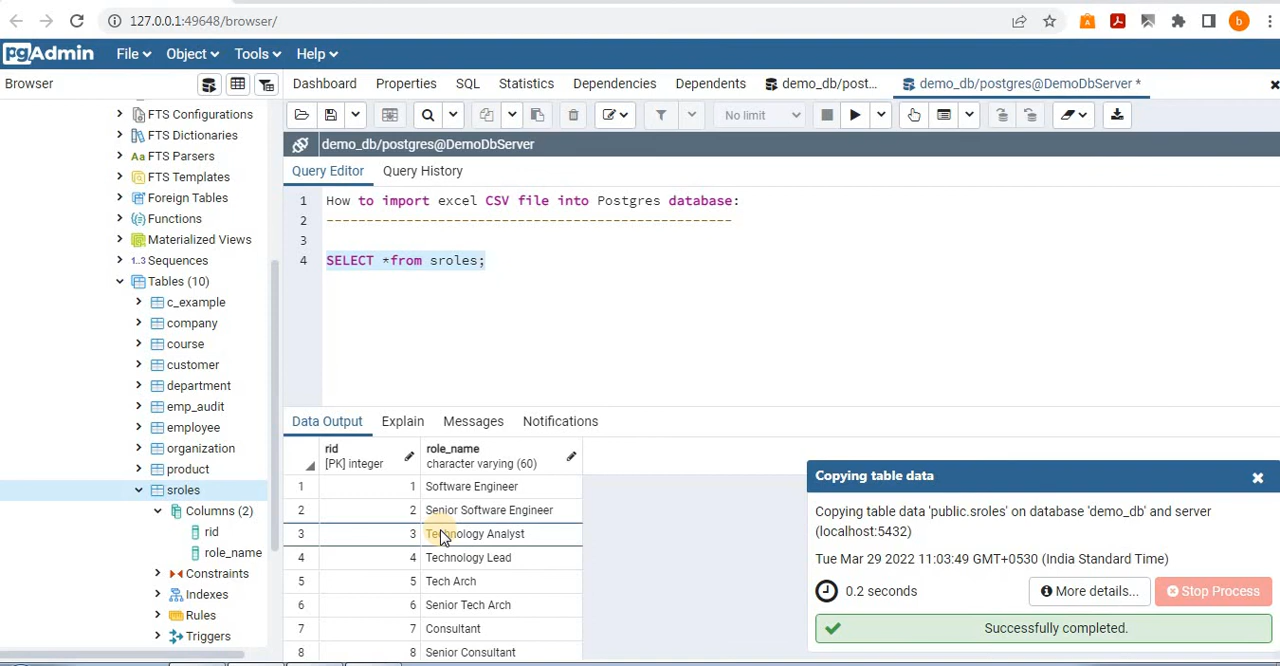 127.0.0.1:49648/browser/
b
pgAdmin File Object Tools Help
Browser
Dashboard Properties SQL Statistics Dependencies Dependents demo_db/post... demo_db/postgres@DemoDbServer *
No limit
demo_db/postgres@DemoDbServer
Query Editor Query History
1 How to import excel CSV file into Postgres database:
2 ---------------------------------------------------
3
4 SELECT *from sroles;
FTS Configurations
FTS Dictionaries
Aa FTS Parsers
FTS Templates
Foreign Tables
Functions
Materialized Views
1..3 Sequences
Tables (10)
c_example
company
course
customer
department
emp_audit
employee
organization
product
sroles
Columns (2)
rid
role_name
Constraints
Indexes
Rules
Triggers
Data Output Explain Messages Notifications
rid role_name
[PK] integer character varying (60)
1 1 Software Engineer
2 2 Senior Software Engineer
3 3 Technology Analyst
4 4 Technology Lead
5 5 Tech Arch
6 6 Senior Tech Arch
7 7 Consultant
8 8 Senior Consultant
Copying table data
Copying table data 'public.sroles' on database 'demo_db' and server
(localhost:5432)
Tue Mar 29 2022 11:03:49 GMT+0530 (India Standard Time)
0.2 seconds More details... Stop Process
Successfully completed.